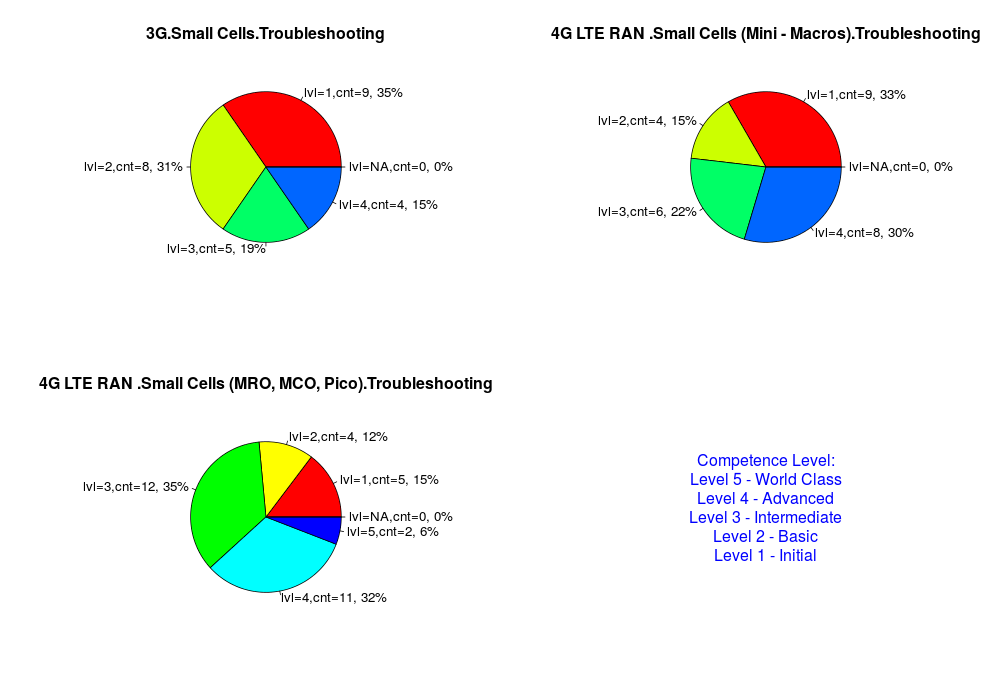 3G.Small Cells.Troubleshooting
lvl=1,cnt=9, 35%
lvl=2,cnt=8, 31%
lvl=NA,cnt=0, 0%
lvl=4,cnt=4, 15%
lvl=3,cnt=5, 19%
4G LTE RAN .Small Cells (Mini - Macros).Troubleshooting
lvl=1,cnt=9, 33%
lvl=2,cnt=4, 15%
lvl=NA,cnt=0, 0%
lvl=3,cnt=6, 22%
lvl=4,cnt=8, 30%
4G LTE RAN .Small Cells (MRO, MCO, Pico).Troubleshooting
lvl=2,cnt=4, 12%
lvl=1,cnt=5, 15%
lvl=3,cnt=12, 35%
lvl=NA,cnt=0, 0%
lvl=5,cnt=2, 6%
lvl=4,cnt=11, 32%
Competence Level:
Level 5 - World Class
Level 4 - Advanced
Level 3 - Intermediate
Level 2 - Basic
Level 1 - Initial